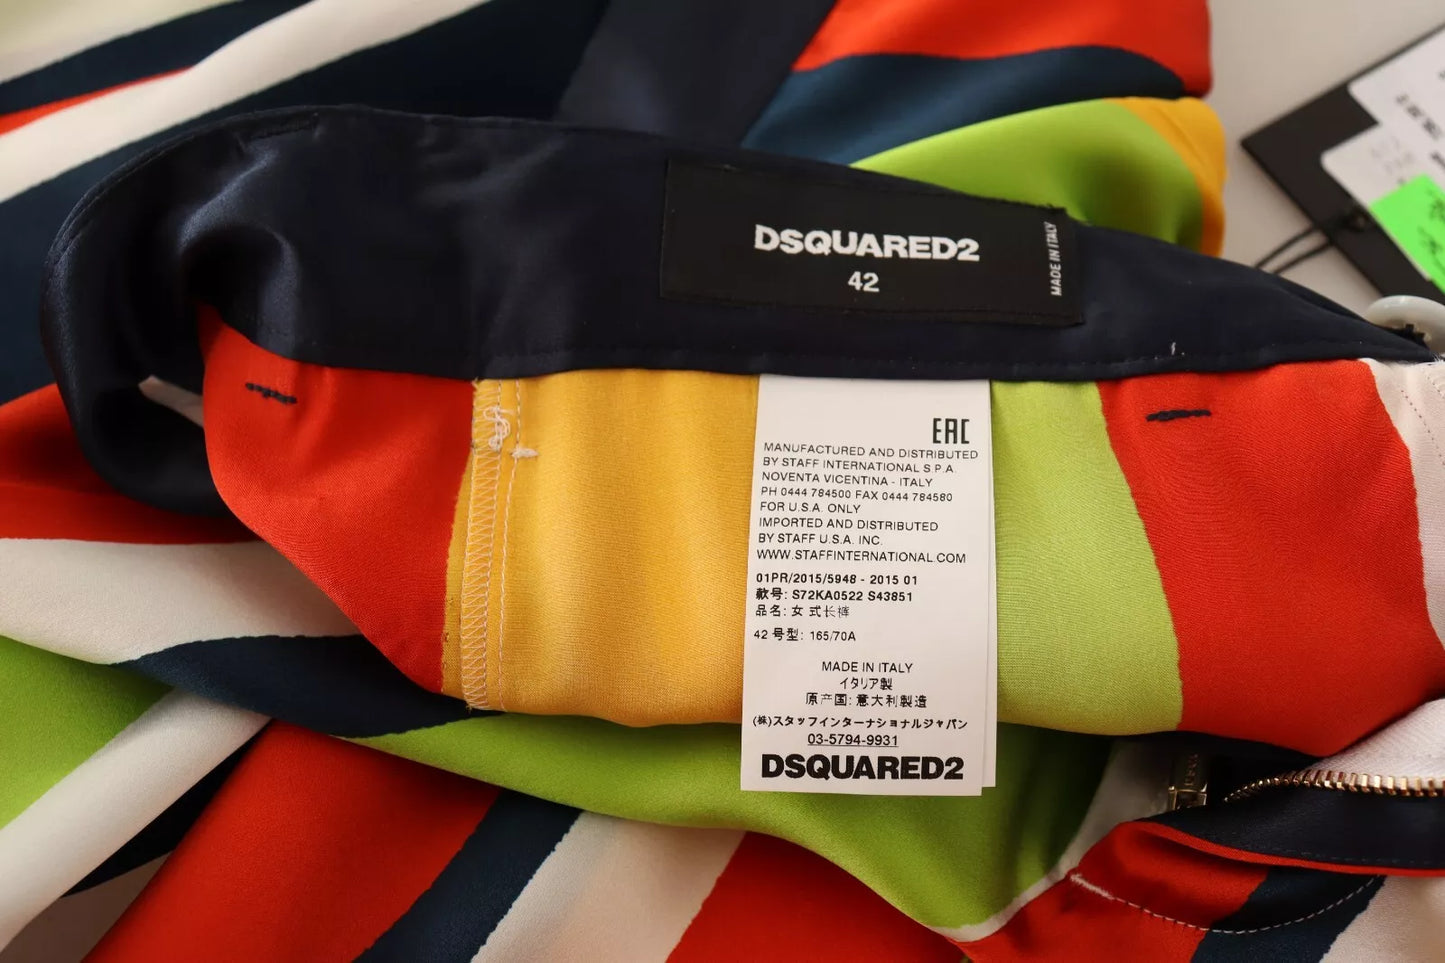 DSQUARED2
42
MADE IN ITALY
EAC
MANUFACTURED AND DISTRIBUTED
BY STAFF INTERNATIONAL S.P.A.
NOVENTA VICENTINA - ITALY
PH 0444 784500 FAX 0444 784580
FOR U.S.A. ONLY
IMPORTED AND DISTRIBUTED
BY STAFF U.S.A. INC.
WWW.STAFFINTERNATIONAL.COM
01PR/2015/5948 - 2015 01
款号: S72KA0522 S43851
品名: 女 式长裤
42 号型: 165/70A
MADE IN ITALY
イタリア製
原产国: 意大利製造
(株)スタッフインターナショナルジャパン
03-5794-9931
DSQUARED2